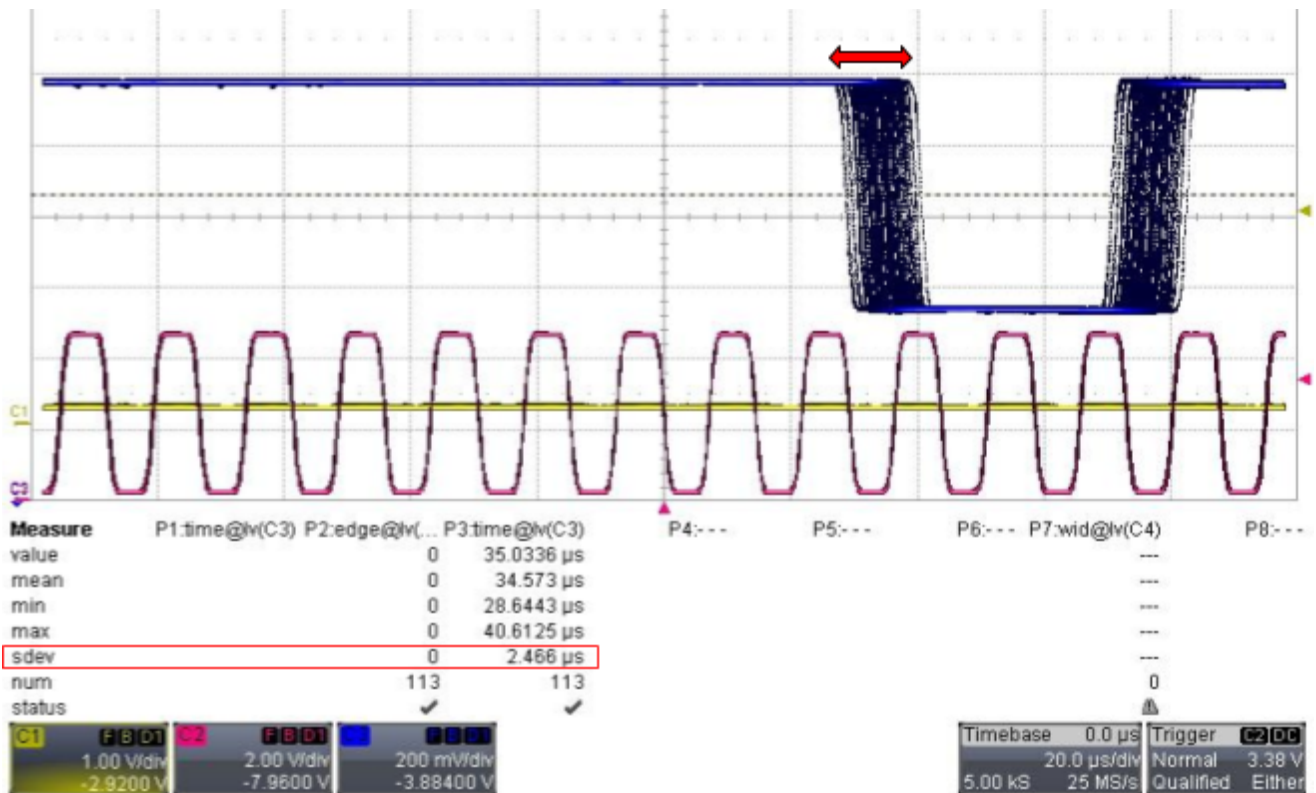 C1
C3
Measure P1:time@lv(C3) P2:edge@lv(... P3:time@lv(C3) P4:- - - P5:- - - P6:- - - P7:wid@lv(C4) P8:- - -
value 0 35.0336 µs ---
mean 0 34.573 µs ---
min 0 28.6443 µs ---
max 0 40.6125 µs ---
sdev 0 2.466 µs ---
num 113 113 0
status
C1 F B D1 C2 F B D1 F B D1 Timebase 0.0 µs Trigger C2 DC
1.00 V/div 2.00 V/div 200 mV/div 20.0 µs/div Normal 3.38 V
-2.9200 V -7.9600 V -3.88400 V 5.00 kS 25 MS/s Qualified Either